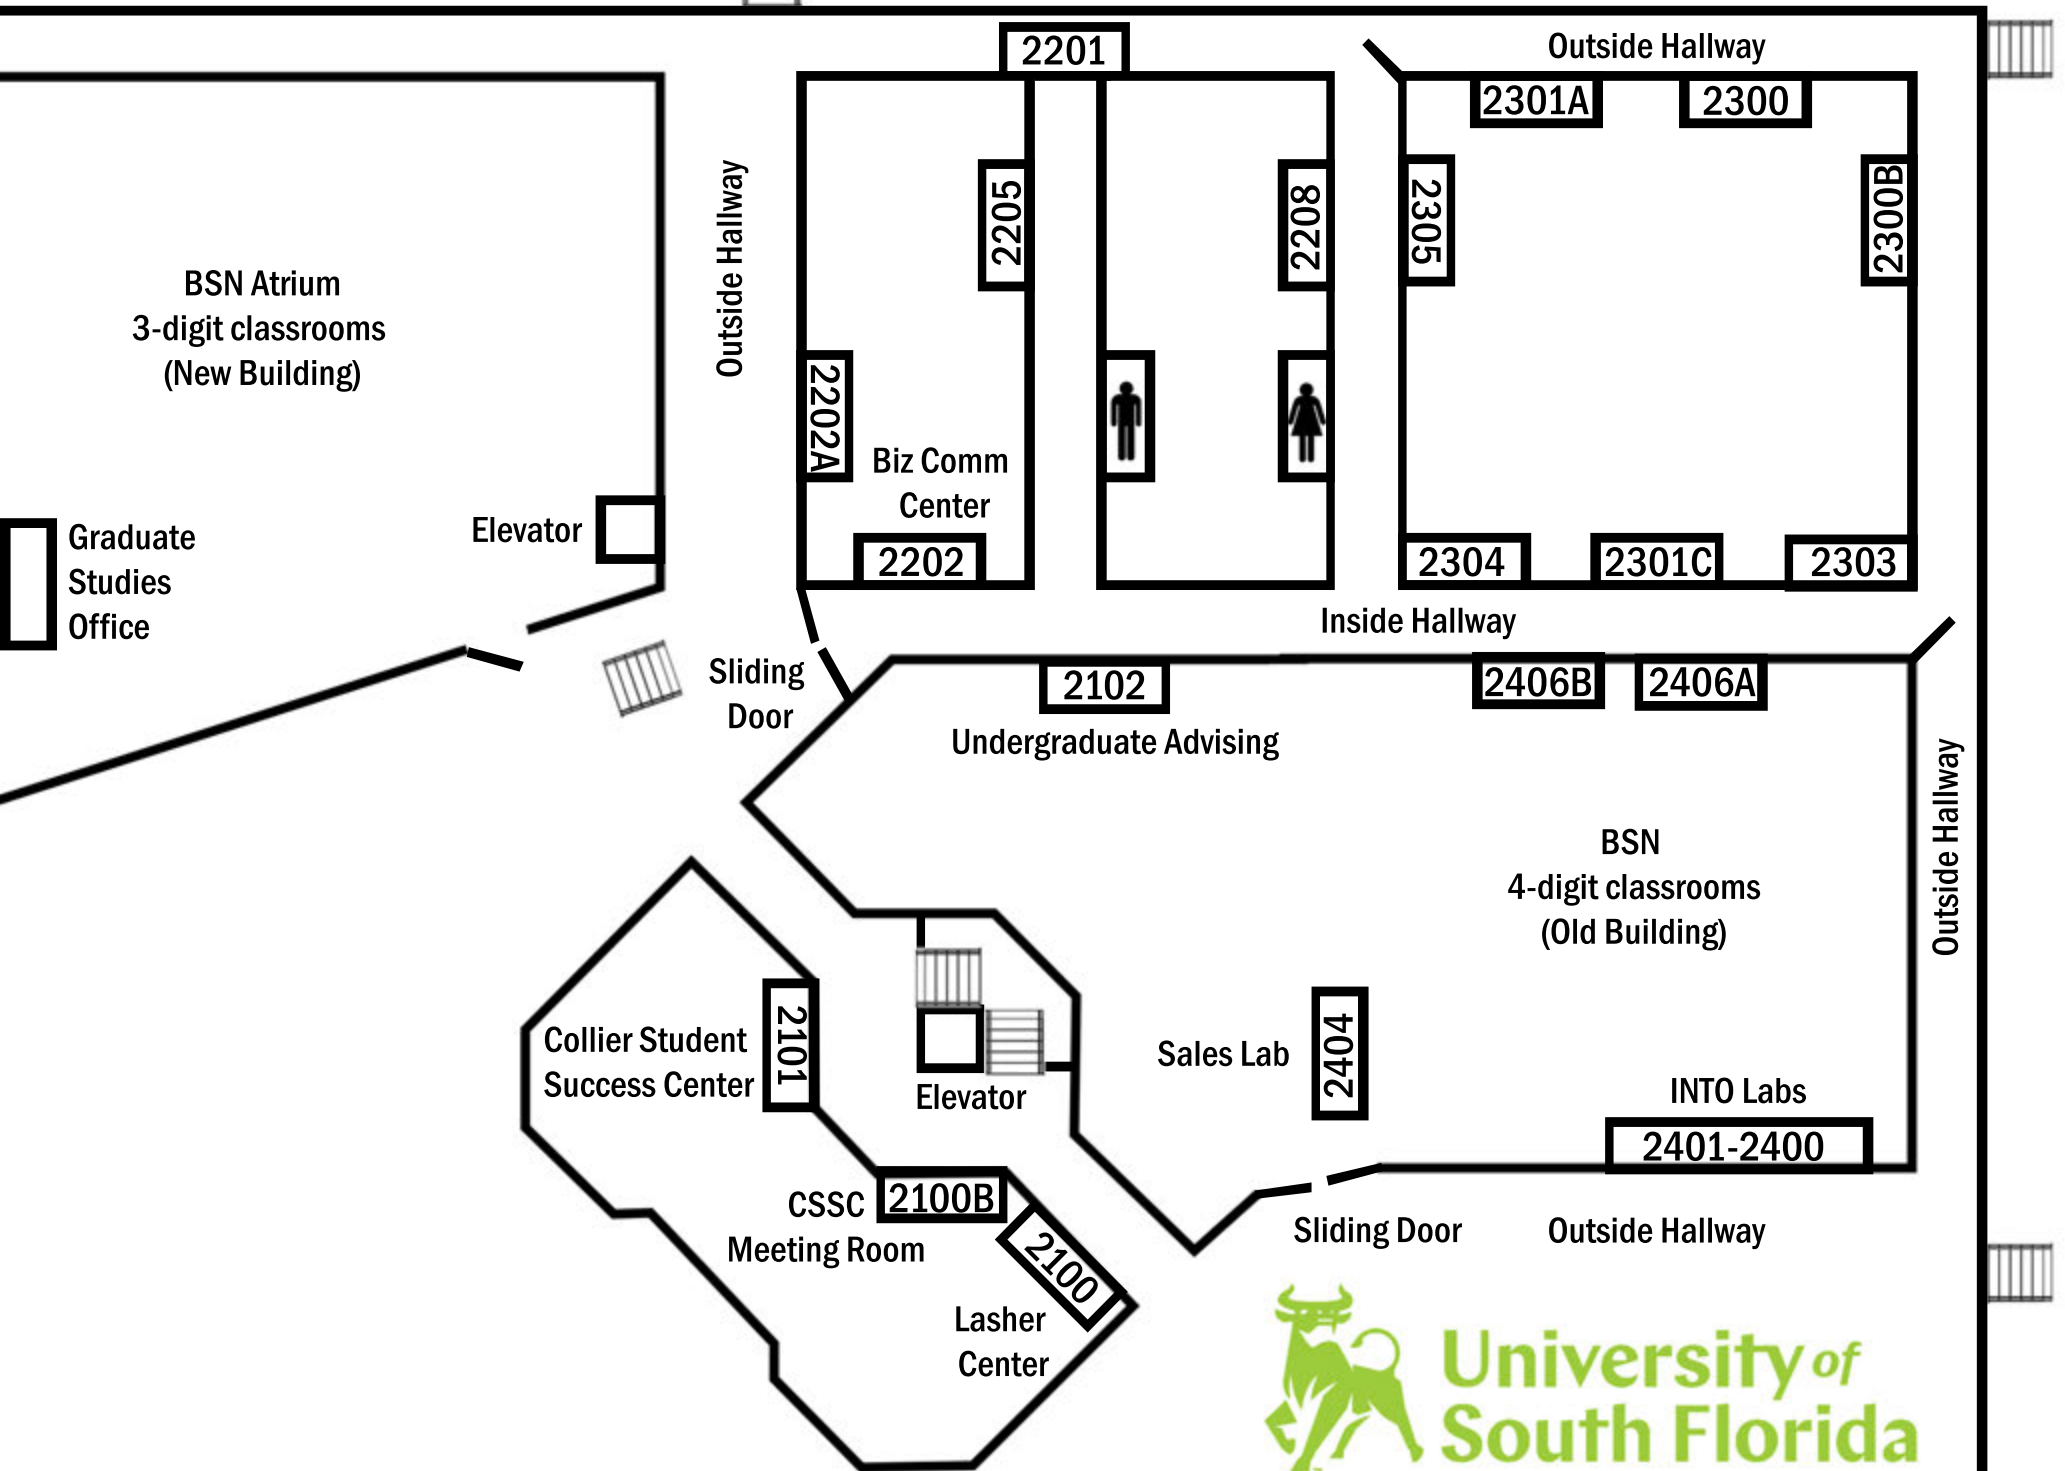 2201
Outside Hallway
2301A
2300
Outside Hallway
2205
2208
2305
2300B
BSN Atrium
3-digit classrooms
(New Building)
2202A
Biz Comm
Center
Elevator
Graduate
Studies
Office
2202
2304
2301C
2303
Inside Hallway
Sliding
Door
2102
2406B
2406A
Undergraduate Advising
Outside Hallway
BSN
4-digit classrooms
(Old Building)
Collier Student
Success Center
2101
Elevator
Sales Lab
2404
INTO Labs
2401-2400
CSSC
Meeting Room
2100B
2100
Sliding Door
Outside Hallway
Lasher
Center
University of
South Florida